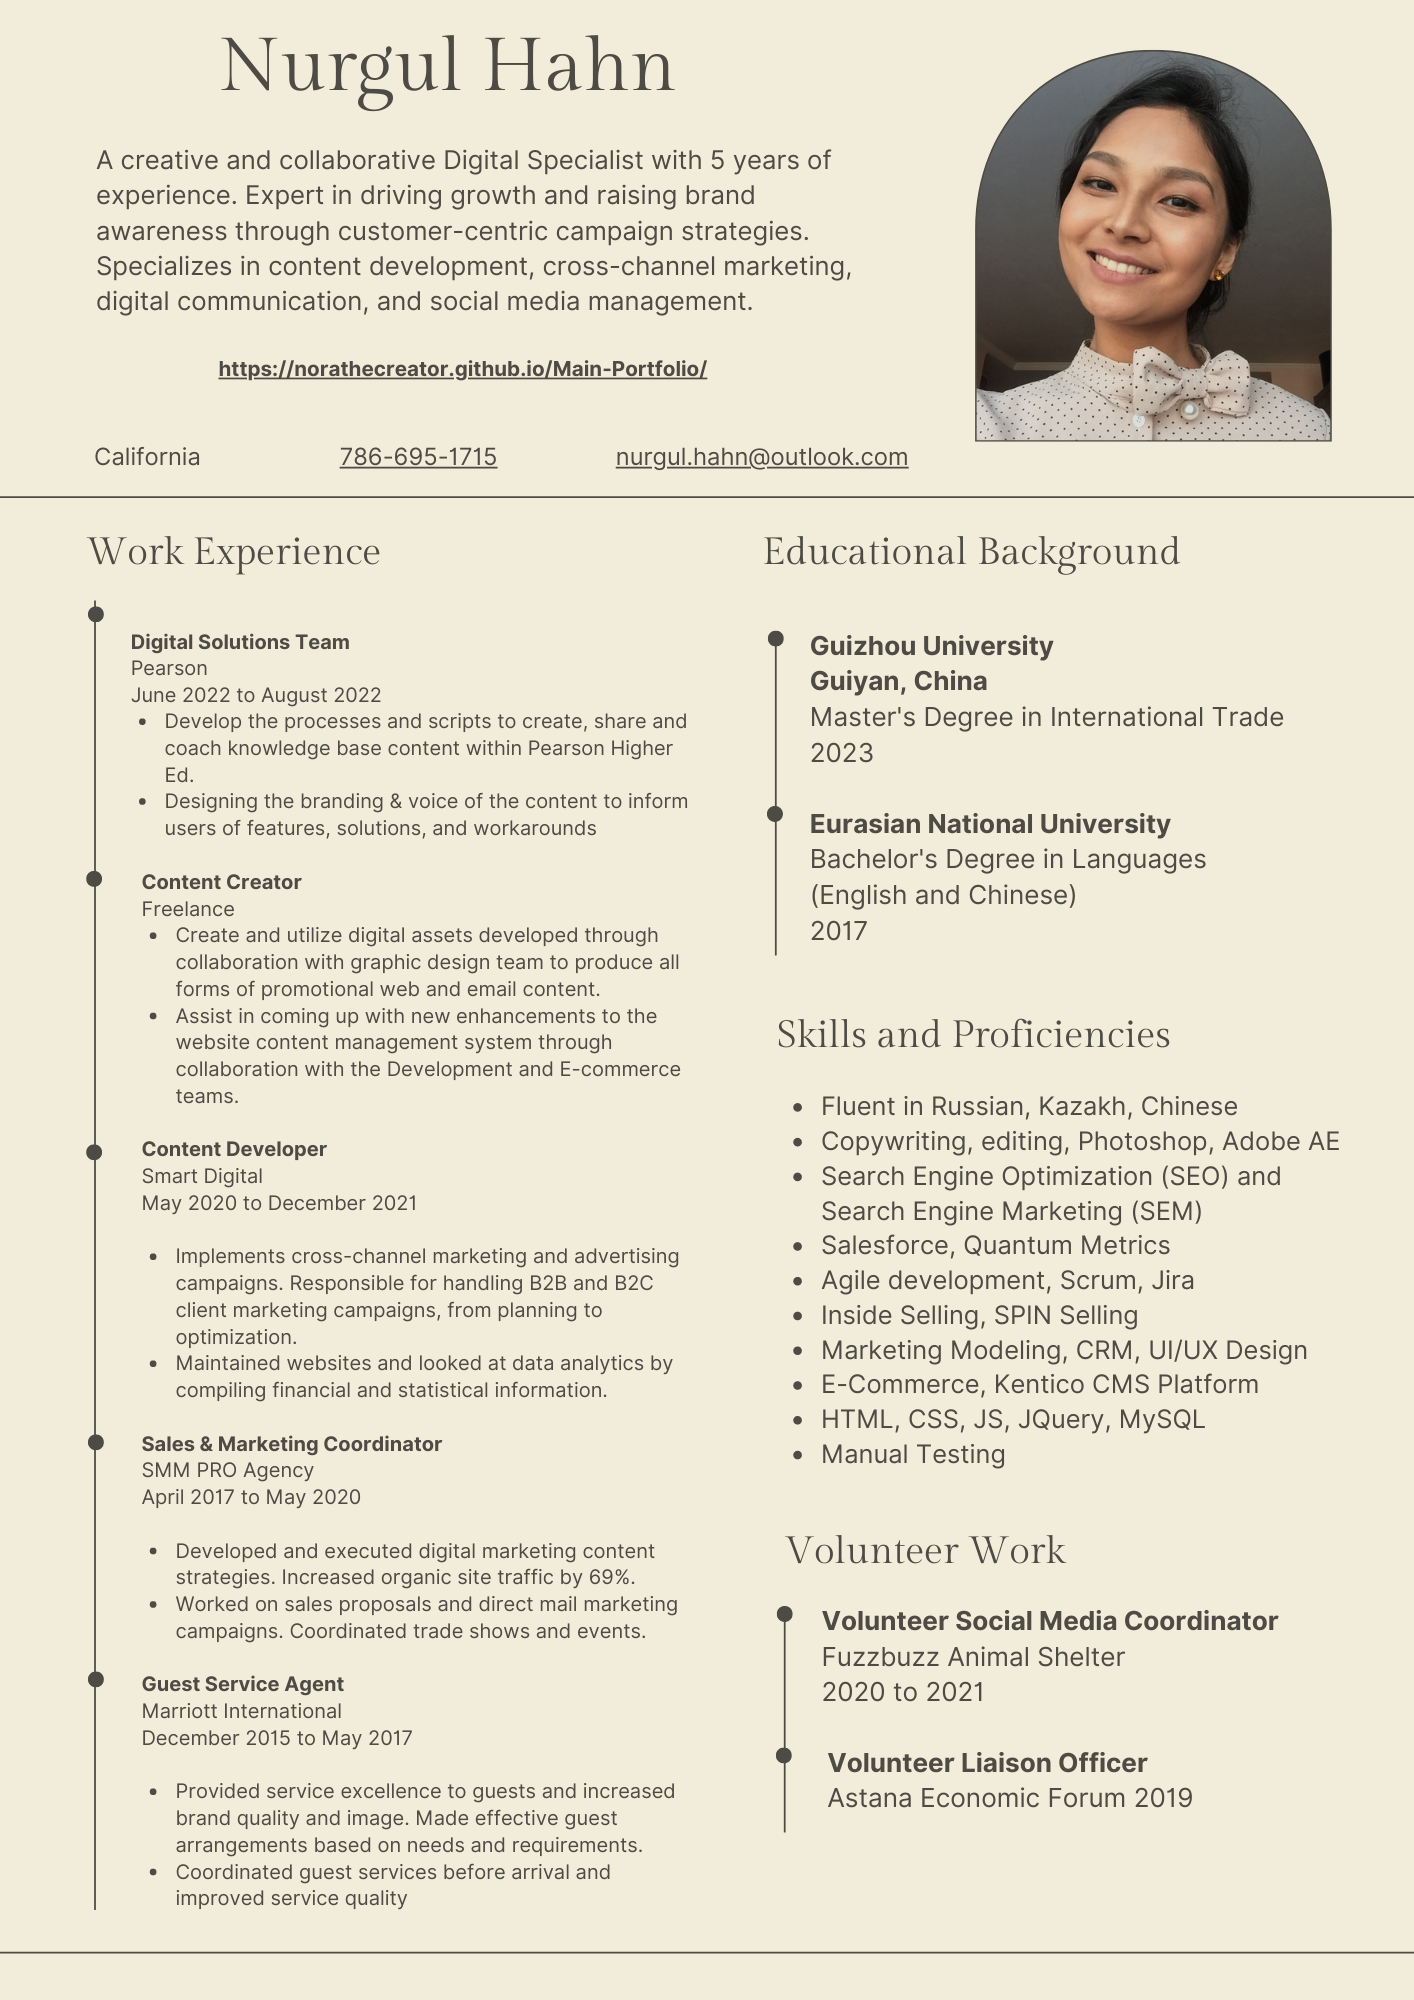 Nurgul Hahn
A creative and collaborative Digital Specialist with 5 years of
experience. Expert in driving growth and raising brand
awareness through customer-centric campaign strategies.
Specializes in content development, cross-channel marketing,
digital communication, and social media management.
https://norathecreator.github.io/Main-Portfolio/
California 786-695-1715 nurgul.hahn@outlook.com
Work Experience
Digital Solutions Team
Pearson
June 2022 to August 2022
• Develop the processes and scripts to create, share and
coach knowledge base content within Pearson Higher
Ed.
• Designing the branding & voice of the content to inform
users of features, solutions, and workarounds
Content Creator
Freelance
• Create and utilize digital assets developed through
collaboration with graphic design team to produce all
forms of promotional web and email content.
• Assist in coming up with new enhancements to the
website content management system through
collaboration with the Development and E-commerce
teams.
Content Developer
Smart Digital
May 2020 to December 2021
• Implements cross-channel marketing and advertising
campaigns. Responsible for handling B2B and B2C
client marketing campaigns, from planning to
optimization.
• Maintained websites and looked at data analytics by
compiling financial and statistical information.
Sales & Marketing Coordinator
SMM PRO Agency
April 2017 to May 2020
• Developed and executed digital marketing content
strategies. Increased organic site traffic by 69%.
• Worked on sales proposals and direct mail marketing
campaigns. Coordinated trade shows and events.
Guest Service Agent
Marriott International
December 2015 to May 2017
• Provided service excellence to guests and increased
brand quality and image. Made effective guest
arrangements based on needs and requirements.
• Coordinated guest services before arrival and
improved service quality
Educational Background
Guizhou University
Guiyan, China
Master's Degree in International Trade
2023
Eurasian National University
Bachelor's Degree in Languages
(English and Chinese)
2017
Skills and Proficiencies
• Fluent in Russian, Kazakh, Chinese
• Copywriting, editing, Photoshop, Adobe AE
• Search Engine Optimization (SEO) and
Search Engine Marketing (SEM)
• Salesforce, Quantum Metrics
• Agile development, Scrum, Jira
• Inside Selling, SPIN Selling
• Marketing Modeling, CRM, UI/UX Design
• E-Commerce, Kentico CMS Platform
• HTML, CSS, JS, JQuery, MySQL
• Manual Testing
Volunteer Work
Volunteer Social Media Coordinator
Fuzzbuzz Animal Shelter
2020 to 2021
Volunteer Liaison Officer
Astana Economic Forum 2019